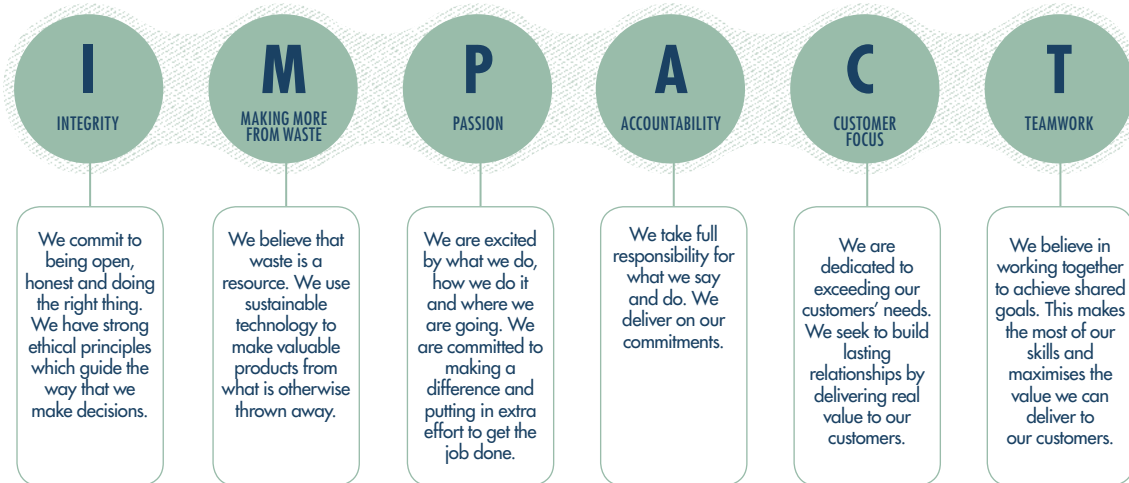 I
INTEGRITY
We commit to
being open,
honest and doing
the right thing.
We have strong
ethical principles
which guide the
way that we
make decisions.
M
MAKING MORE
FROM WASTE
We believe that
waste is a
resource. We use
sustainable
technology to
make valuable
products from
what is otherwise
thrown away.
P
PASSION
We are excited
by what we do,
how we do it
and where we
are going. We
are committed to
making a
difference and
putting in extra
effort to get the
job done.
A
ACCOUNTABILITY
We take full
responsibility for
what we say
and do. We
deliver on our
commitments.
C
CUSTOMER
FOCUS
We are
dedicated to
exceeding our
customers’ needs.
We seek to build
lasting
relationships by
delivering real
value to our
customers.
T
TEAMWORK
We believe in
working together
to achieve shared
goals. This makes
the most of our
skills and
maximises the
value we can
deliver to
our customers.